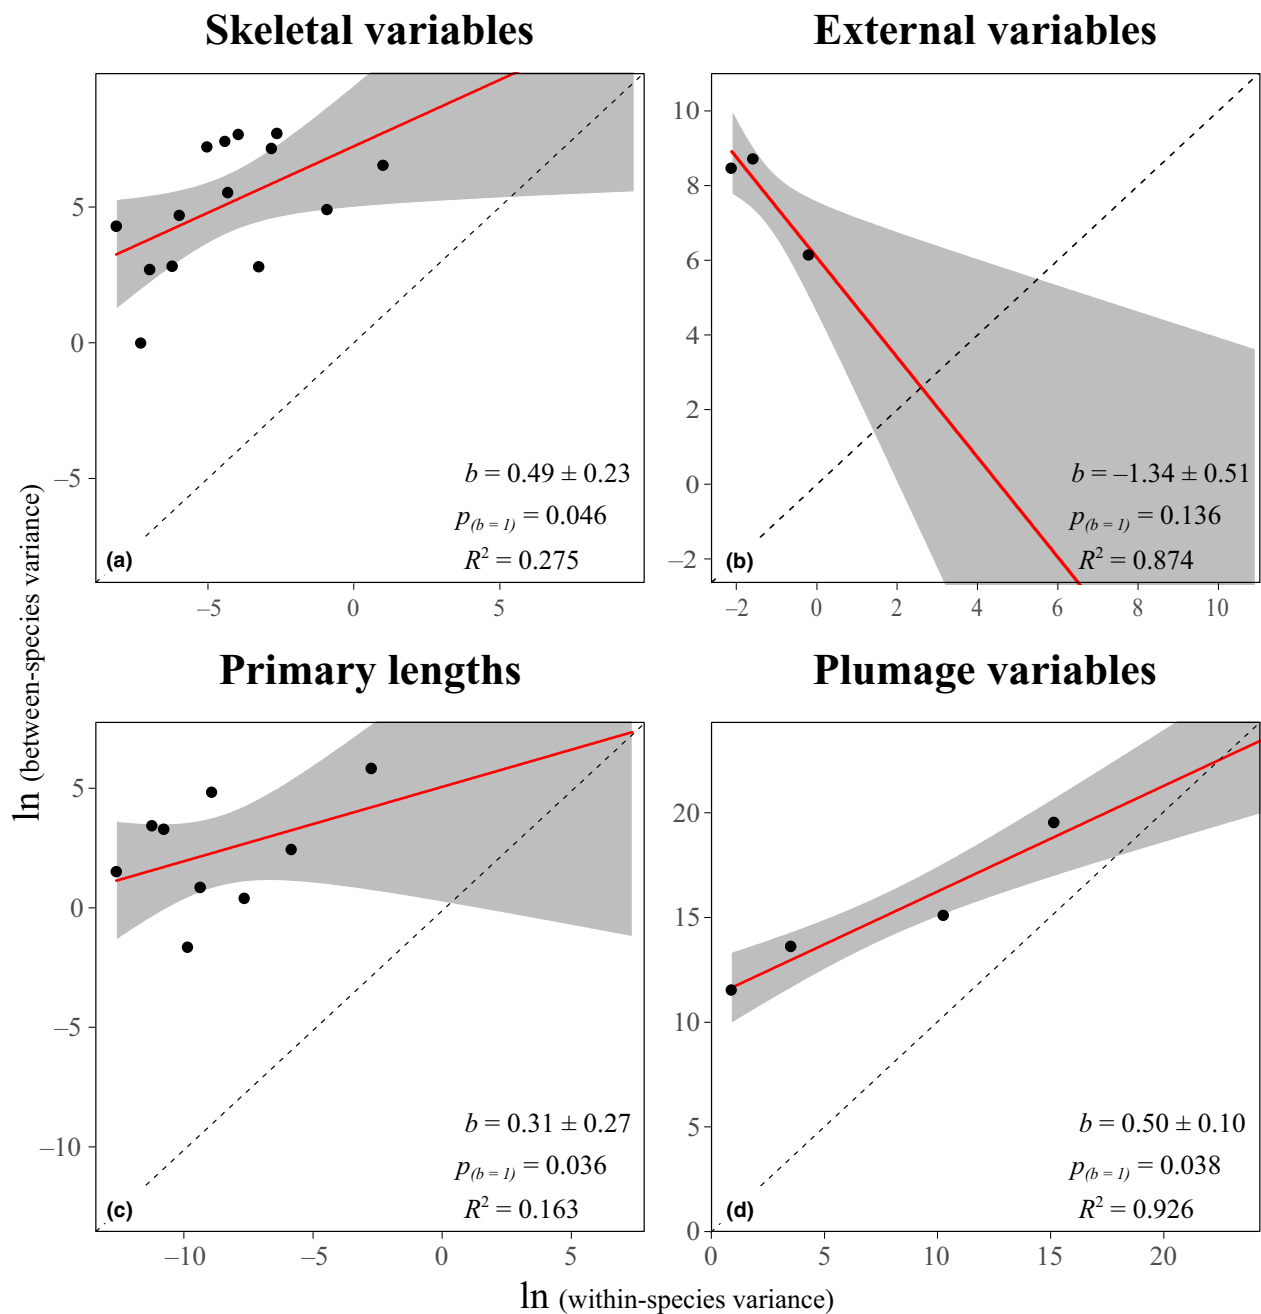 Skeletal variables
External variables
5
0
–5
–5
0
5
b = 0.49 ± 0.23
p(b = 1) = 0.046
R² = 0.275
(a)
10
8
6
4
2
0
–2
–2
0
2
4
6
8
10
b = –1.34 ± 0.51
p(b = 1) = 0.136
R² = 0.874
(b)
Primary lengths
Plumage variables
5
0
–5
–10
–10
–5
0
5
b = 0.31 ± 0.27
p(b = 1) = 0.036
R² = 0.163
(c)
20
15
10
5
0
0
5
10
15
20
b = 0.50 ± 0.10
p(b = 1) = 0.038
R² = 0.926
(d)
ln (between-species variance)
ln (within-species variance)